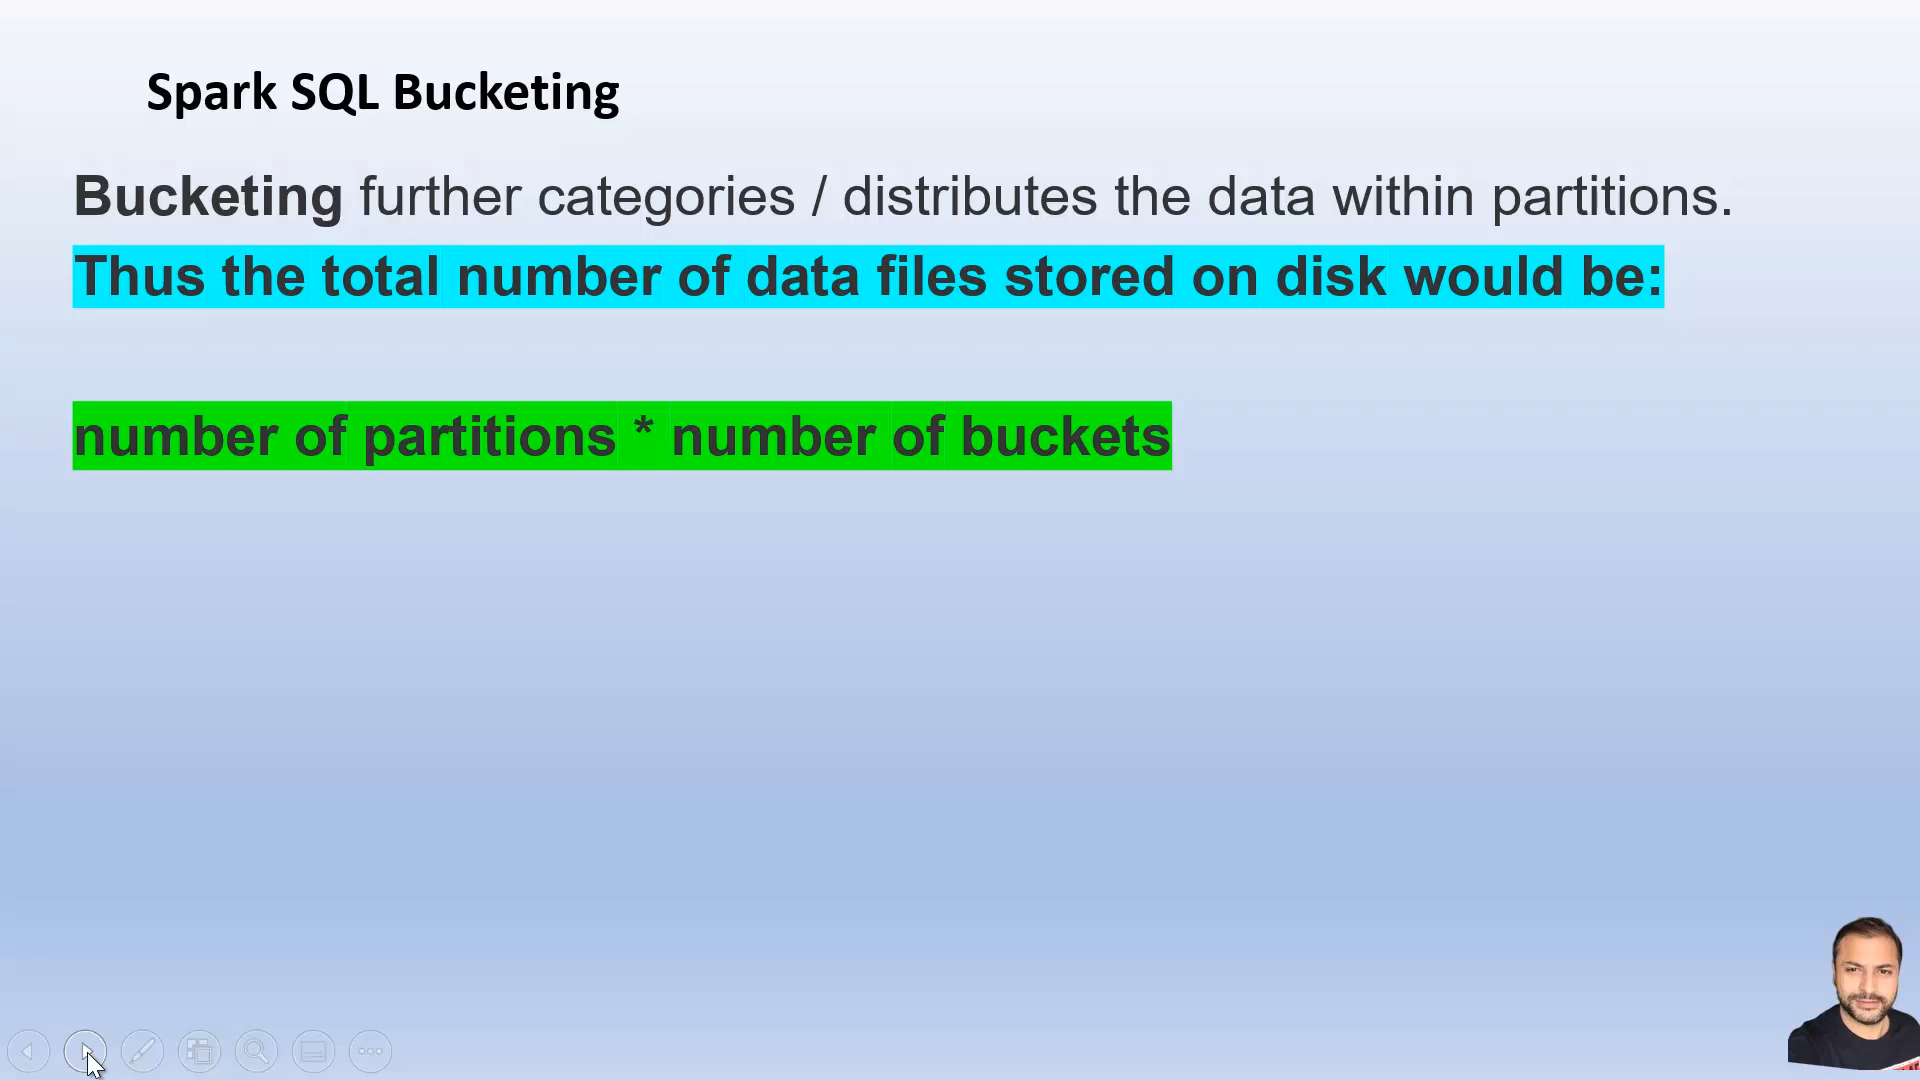 Spark SQL Bucketing
Bucketing further categories / distributes the data within partitions.
Thus the total number of data files stored on disk would be:
number of partitions * number of buckets